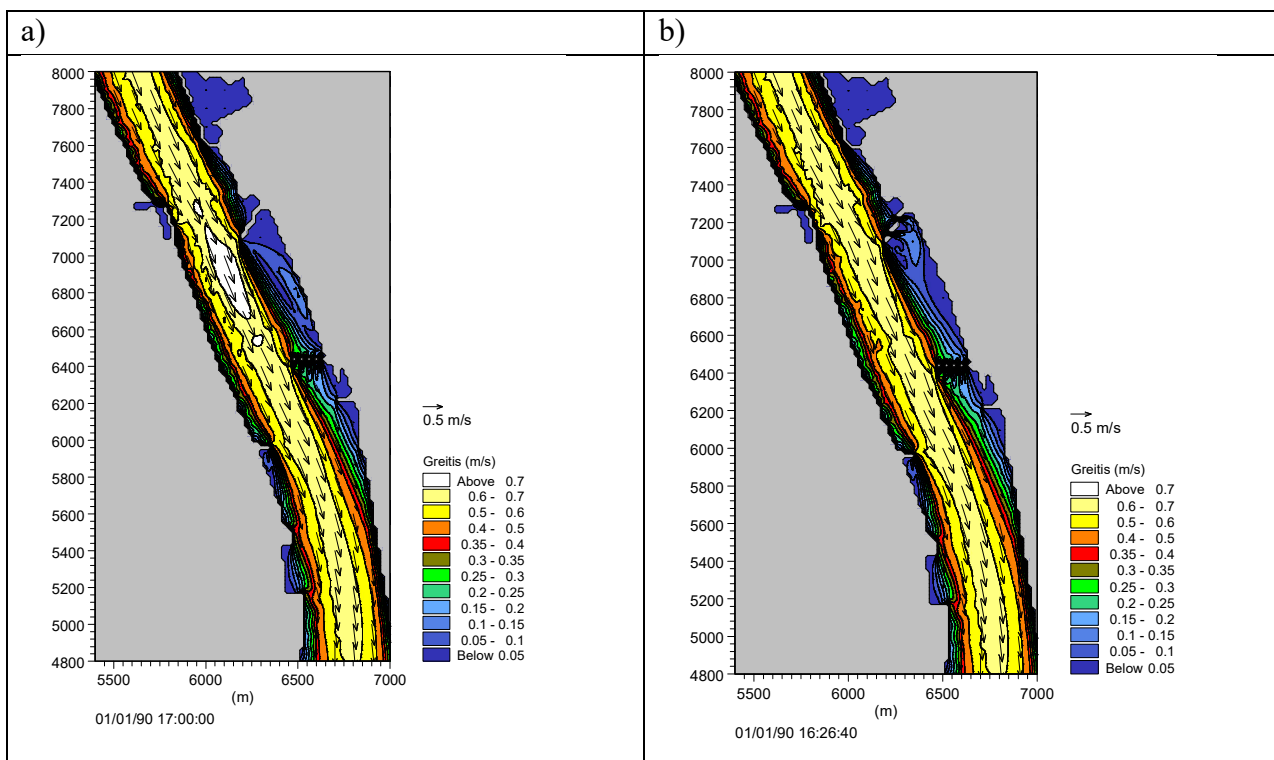 a)
b)
8000
7800
7600
7400
7200
7000
6800
6600
6400
6200
6000
5800
5600
5400
5200
5000
4800
5500 6000 6500 7000
(m)
01/01/90 17:00:00
0.5 m/s
Greitis (m/s)
Above 0.7
0.6 - 0.7
0.5 - 0.6
0.4 - 0.5
0.35 - 0.4
0.3 - 0.35
0.25 - 0.3
0.2 - 0.25
0.15 - 0.2
0.1 - 0.15
0.05 - 0.1
Below 0.05
8000
7800
7600
7400
7200
7000
6800
6600
6400
6200
6000
5800
5600
5400
5200
5000
4800
5500 6000 6500 7000
(m)
01/01/90 16:26:40
0.5 m/s
Greitis (m/s)
Above 0.7
0.6 - 0.7
0.5 - 0.6
0.4 - 0.5
0.35 - 0.4
0.3 - 0.35
0.25 - 0.3
0.2 - 0.25
0.15 - 0.2
0.1 - 0.15
0.05 - 0.1
Below 0.05